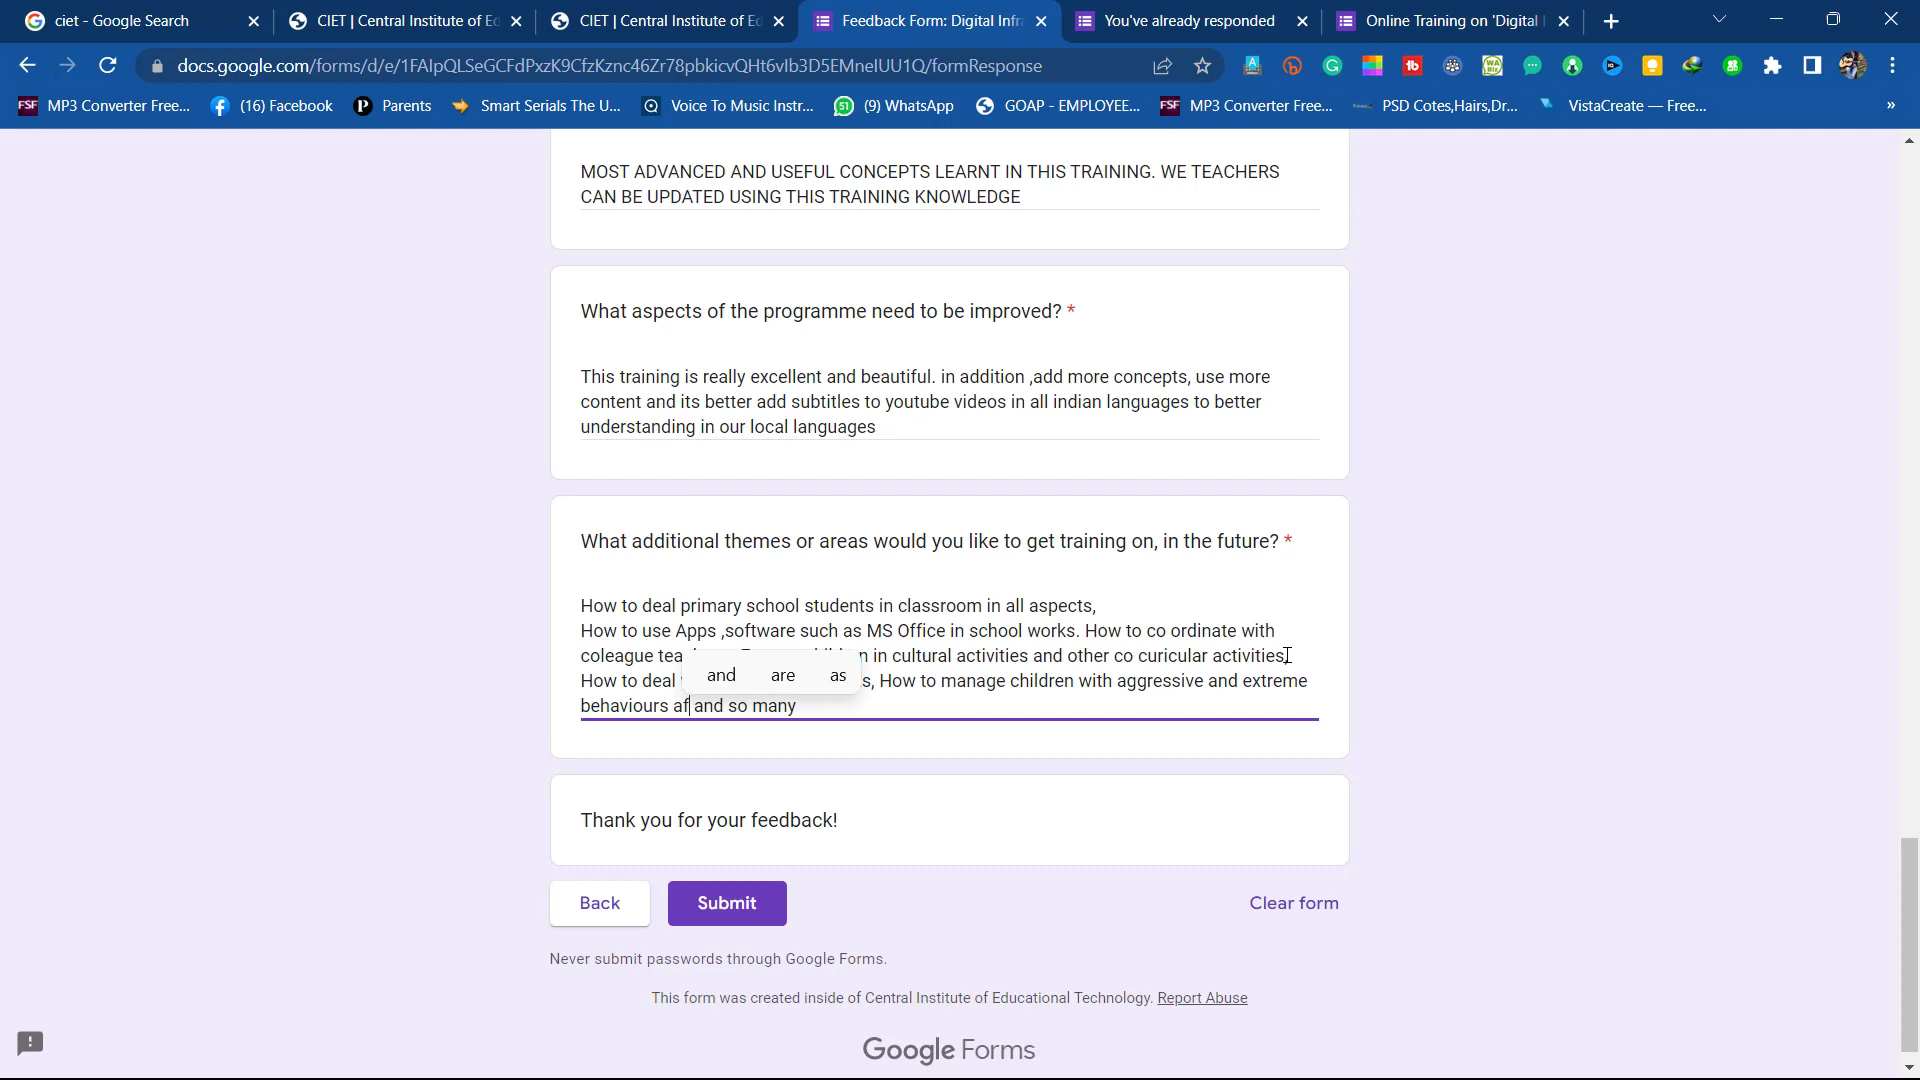 ciet - Google Search
CIET | Central Institute of Ed
CIET | Central Institute of Ed
Feedback Form: Digital Infr
You've already responded
Online Training on 'Digital I
docs.google.com/forms/d/e/1FAIpQLSeGCFdPxzK9CfzKznc46Zr78pbkicvQHt6vIb3D5EMneIUU1Q/formResponse
MP3 Converter Free...
(16) Facebook
Parents
Smart Serials The U...
Voice To Music Instr...
(9) WhatsApp
GOAP - EMPLOYEE...
MP3 Converter Free...
PSD Cotes,Hairs,Dr...
VistaCreate — Free...
»
MOST ADVANCED AND USEFUL CONCEPTS LEARNT IN THIS TRAINING. WE TEACHERS
CAN BE UPDATED USING THIS TRAINING KNOWLEDGE
What aspects of the programme need to be improved? *
This training is really excellent and beautiful. in addition ,add more concepts, use more
content and its better add subtitles to youtube videos in all indian languages to better
understanding in our local languages
What additional themes or areas would you like to get training on, in the future? *
How to deal primary school students in classroom in all aspects,
How to use Apps ,software such as MS Office in school works. How to co ordinate with
coleague in cultural activities and other co curicular activities,
and are as
How to deal s, How to manage children with aggressive and extreme
behaviours af and so many
Thank you for your feedback!
Back
Submit
Clear form
Never submit passwords through Google Forms.
This form was created inside of Central Institute of Educational Technology. Report Abuse
Google Forms